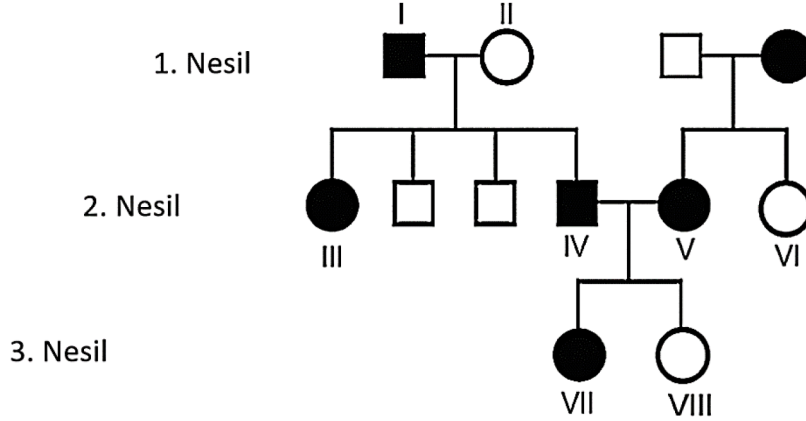 I II
1. Nesil
2. Nesil
III IV V VI
3. Nesil
VII VIII